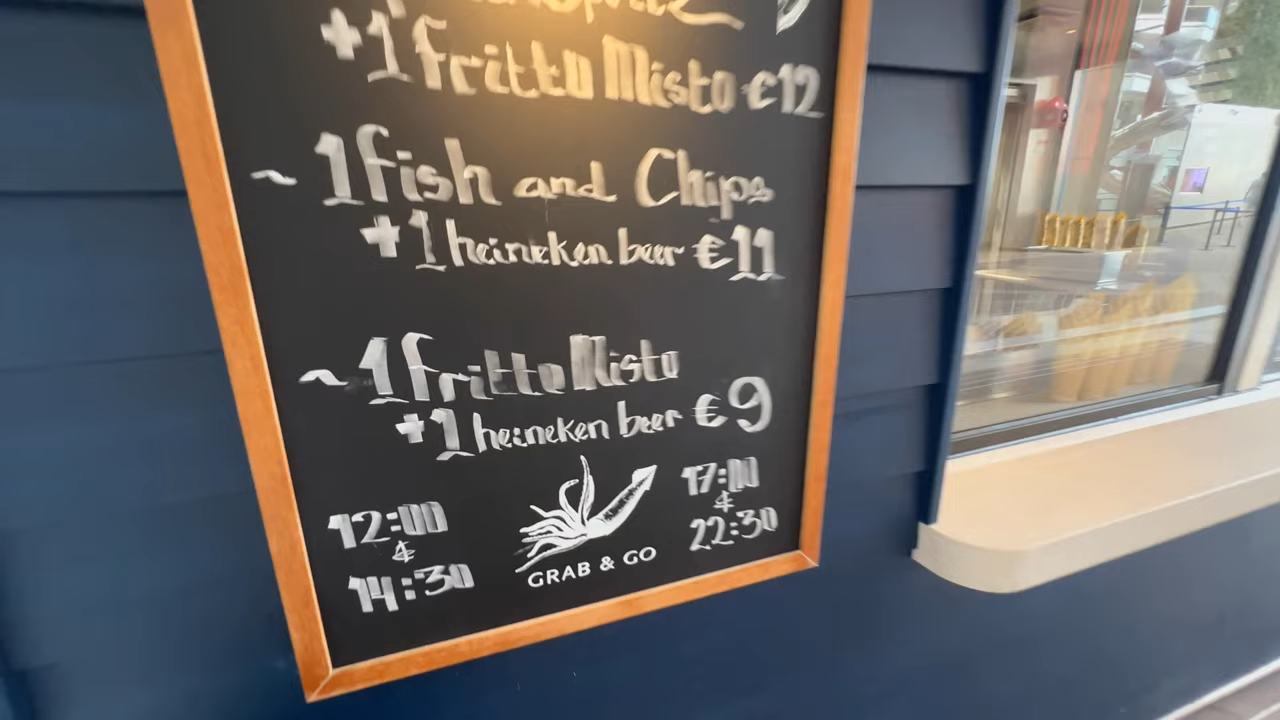 +1 fritto Misto €12
~ 1 fish and Chips
+1 heineken beer €11
~ 1 fritto Misto
+1 heineken beer €9
12:00
&
14:30
GRAB & GO
17:00
&
22:30